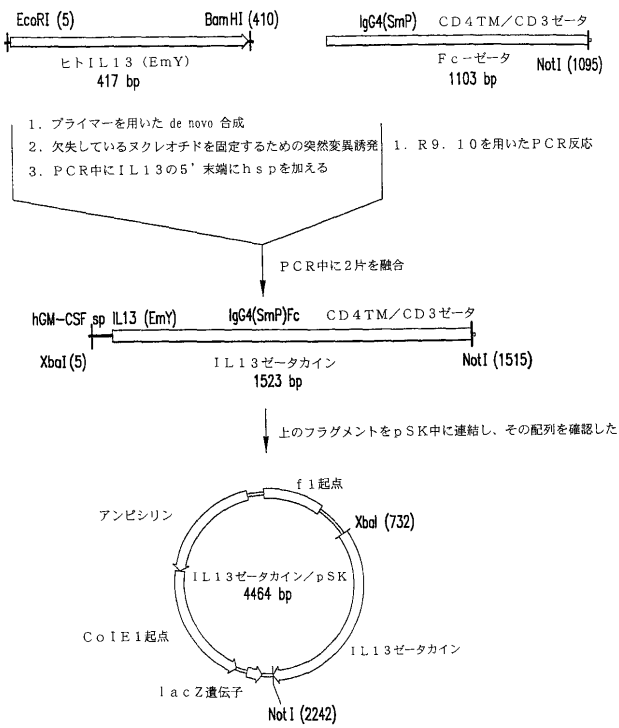 EcoRI (5)
BamHI (410)
ヒトIL13（EmY）
417 bp
IgG4(SmP)
CD4TM／CD3ゼータ
Fc−ゼータ
1103 bp
NotI (1095)
1．プライマーを用いた de novo 合成
2．欠失しているヌクレオチドを固定するための突然変異誘発
3．PCR中にIL13の5’末端にhspを加える
1．R9．10を用いたPCR反応
PCR中に2片を融合
hGM-CSF sp IL13 (EmY)
IgG4(SmP)Fc
CD4TM／CD3ゼータ
XbaI (5)
IL13ゼータカイン
1523 bp
NotI (1515)
上のフラグメントをpSK中に連結し、その配列を確認した
f1起点
アンピシリン
XbaI (732)
IL13ゼータカイン／pSK
4464 bp
ColE1起点
IL13ゼータカイン
lacZ遺伝子
NotI (2242)